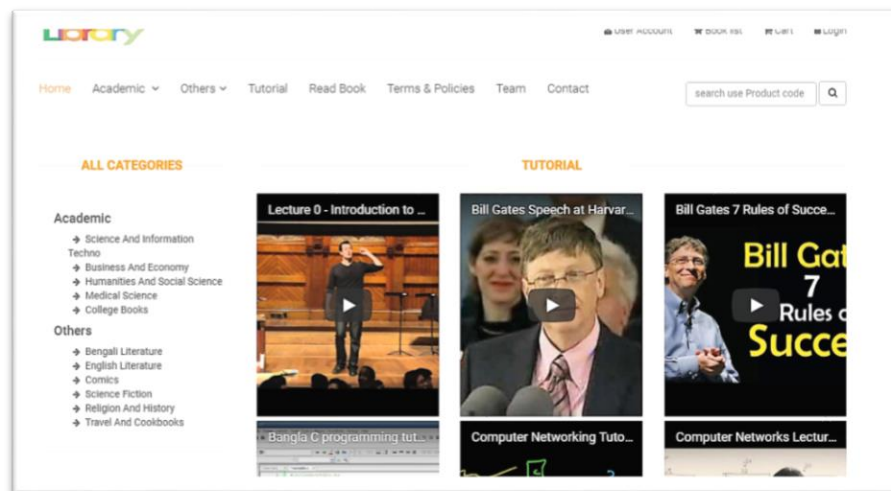 Library
User Account Book list Cart Login
Home Academic Others Tutorial Read Book Terms & Policies Team Contact
search use Product code
ALL CATEGORIES
TUTORIAL
Academic
Science And Information
Techno
Business And Economy
Humanities And Social Science
Medical Science
College Books
Others
Bengali Literature
English Literature
Comics
Science Fiction
Religion And History
Travel And Cookbooks
Lecture 0 - Introduction to ...
Bill Gates Speech at Harvar...
Bill Gates 7 Rules of Succe...
Bill Gat
7
Rules o
Succe
Bangla C programming tut...
Computer Networking Tuto...
Computer Networks Lectur...